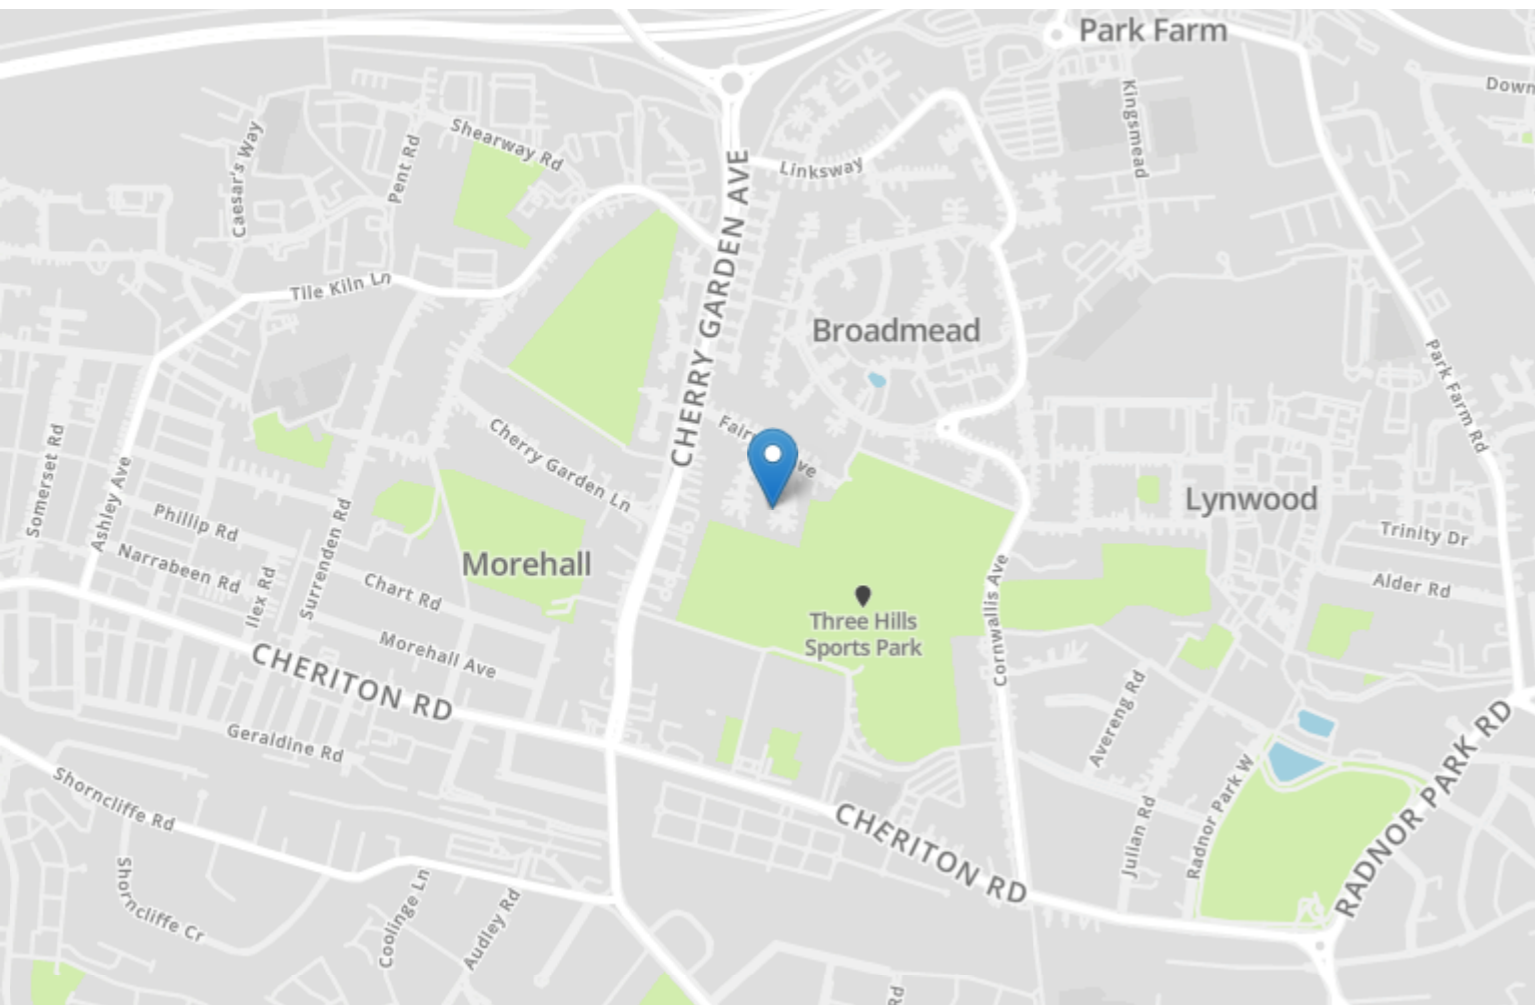 Park Farm
Down
Kingsmead
Shearway Rd
Caesar's Way
Pent Rd
CHERRY GARDEN AVE
Linksway
Tile Kiln Ln
Broadmead
Park Farm Rd
Somerset Rd
Ashley Ave
Cherry Garden Ln
Lynwood
Phillip Rd
Trinity Dr
Surrenden Rd
Narrabeen Rd
Morehall
Ilex Rd
Chart Rd
Alder Rd
Three Hills
Sports Park
Cornwallis Ave
CHERITON RD
Morehall Ave
Avereng Rd
Geraldine Rd
Shorncliffe Rd
RADNOR PARK RD
Radnor Park W
Julian Rd
CHERITON RD
Shorncliffe Cr
Coolinge Ln
Audley Rd
Rd